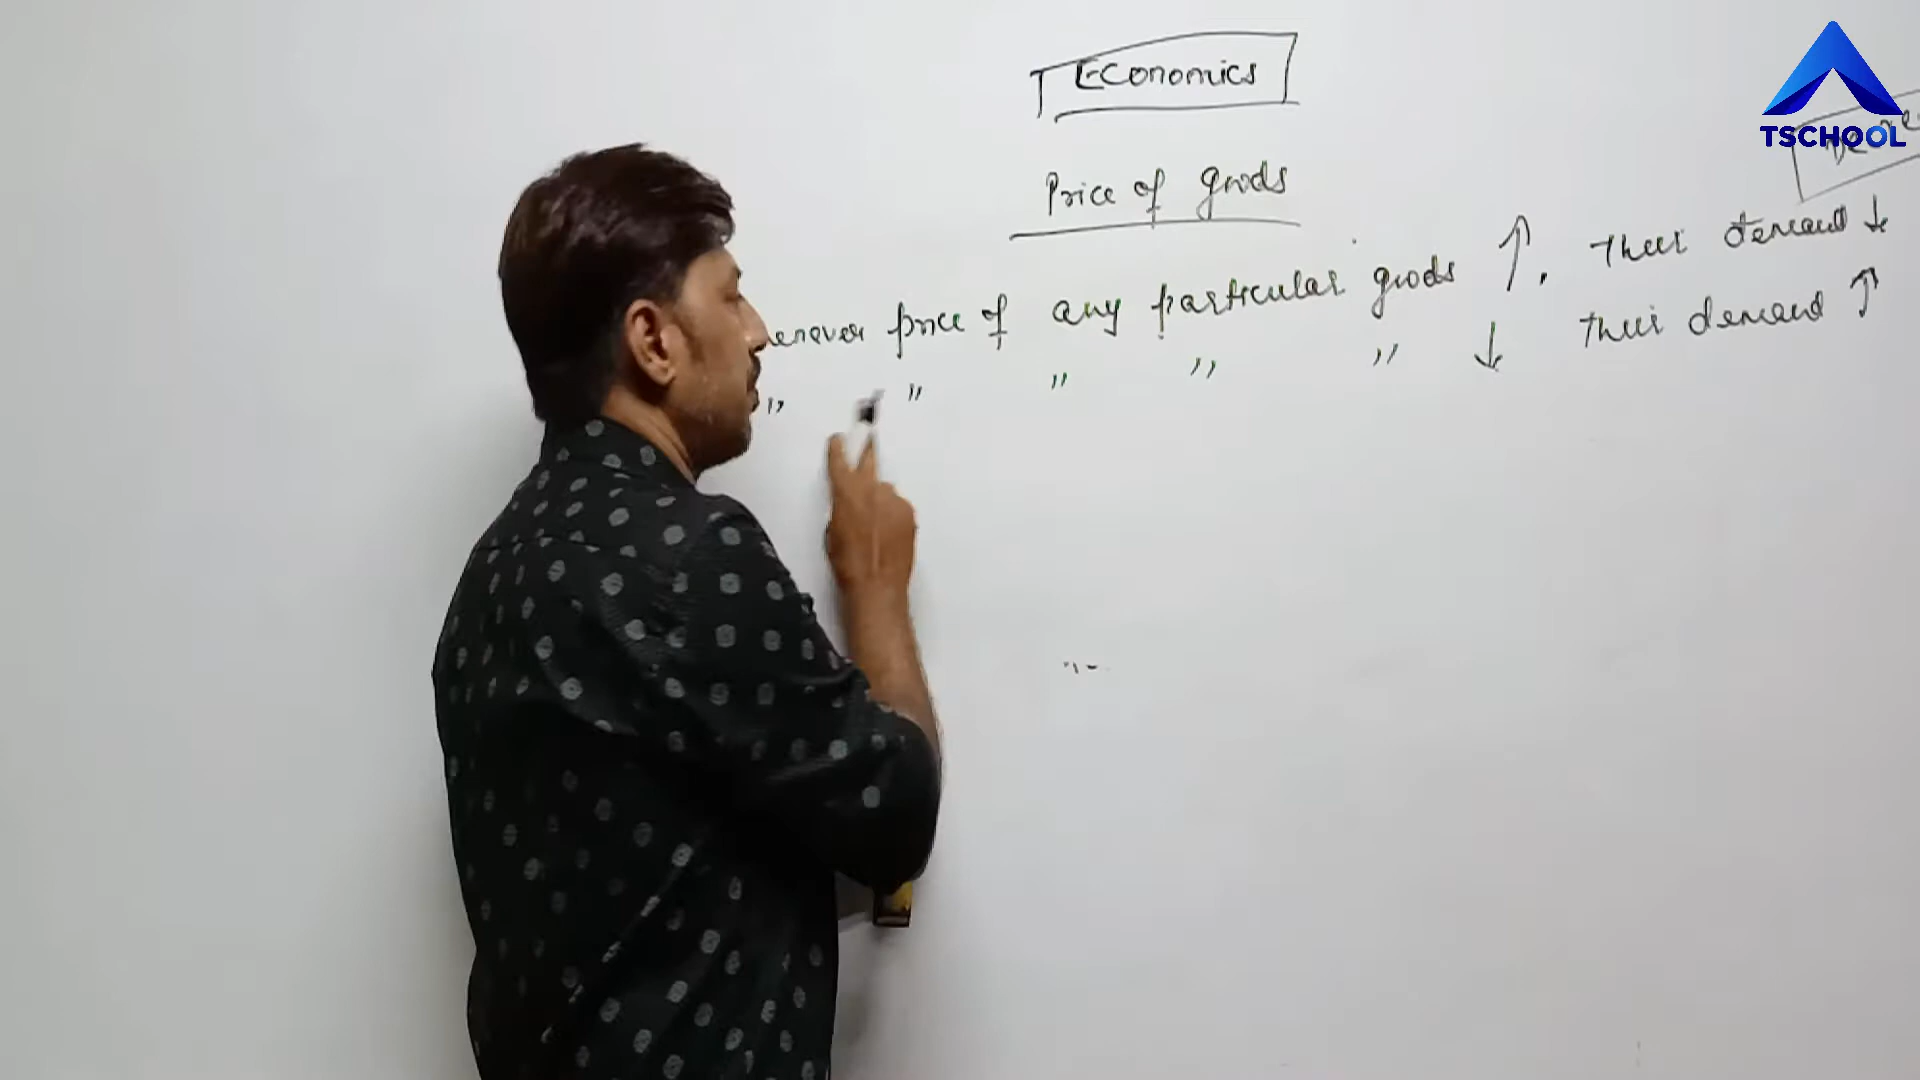 Economics
TSCHOOL
Price of goods
enever price of any particular goods ↑. Their demand ↓
" " " " " ↓ Their demand ↑